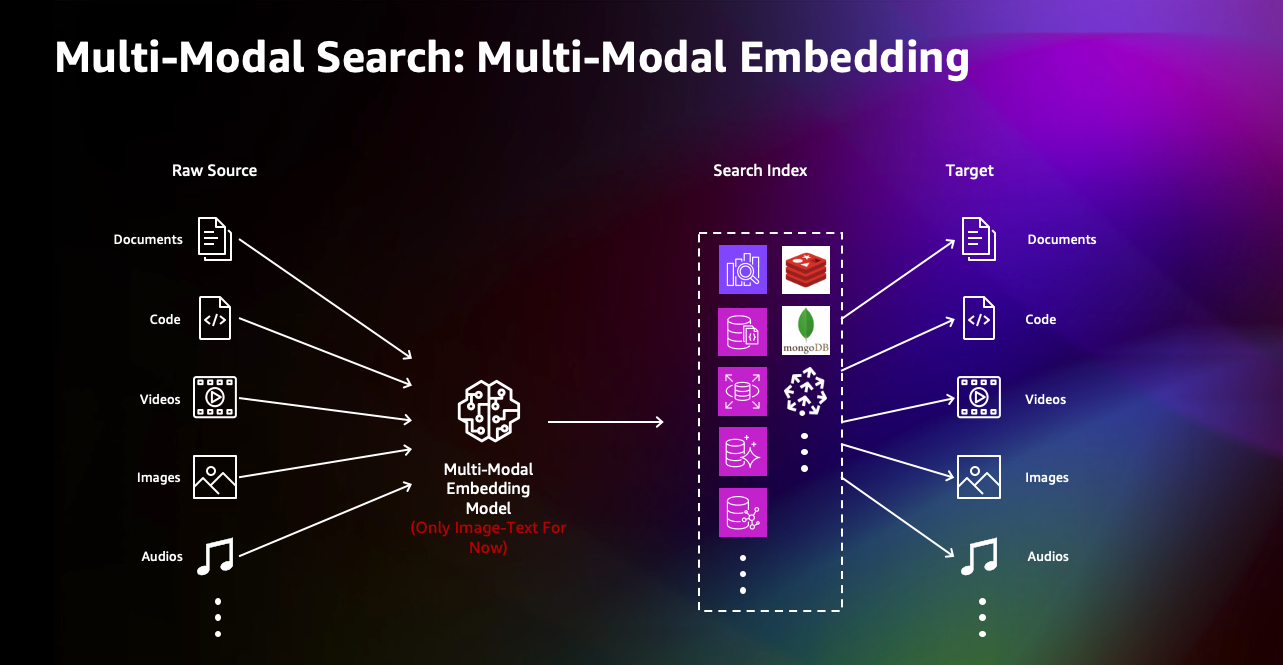 Multi-Modal Search: Multi-Modal Embedding
Raw Source
Search Index
Target
Documents
Code
Videos
Images
Audios
</>
Multi-Modal
Embedding
Model
(Only Image-Text For
Now)
mongoDB
{}
Documents
Code
Videos
Images
Audios
</>